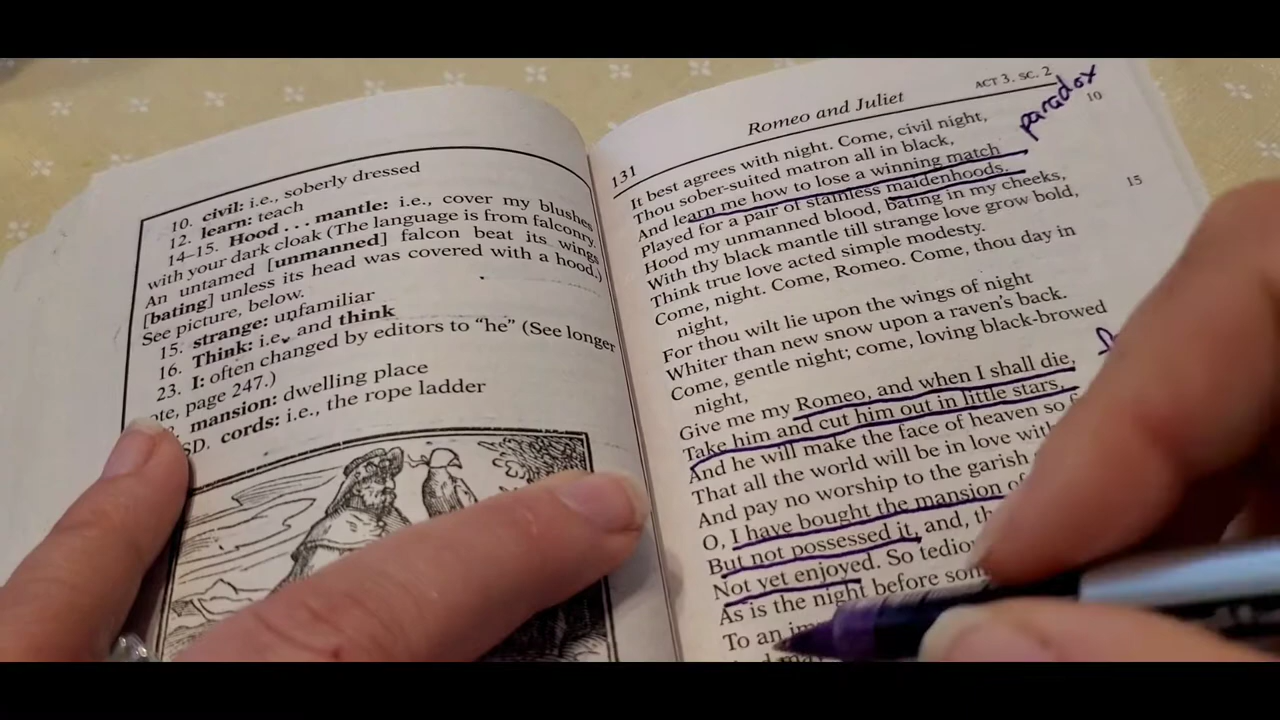 10. civil: i.e., soberly dressed
12. learn: teach
14–15. Hood . . . mantle: i.e., cover my blushes
with your dark cloak (The language is from falconry.
An untamed [unmanned] falcon beat its wings
[bating] unless its head was covered with a hood.)
See picture, below.
15. strange: unfamiliar
16. Think: i.e., and think
23. I: often changed by editors to “he” (See longer
ote, page 247.)
mansion: dwelling place
SD. cords: i.e., the rope ladder
131 Romeo and Juliet ACT 3. SC. 2
paradox
It best agrees with night. Come, civil night, 10
Thou sober-suited matron all in black,
And learn me how to lose a winning match
Played for a pair of stainless maidenhoods.
Hood my unmanned blood, bating in my cheeks,
With thy black mantle till strange love grow bold, 15
Think true love acted simple modesty.
Come, night. Come, Romeo. Come, thou day in
night,
For thou wilt lie upon the wings of night
Whiter than new snow upon a raven’s back.
Come, gentle night; come, loving black-browed
night,
Give me my Romeo, and when I shall die,
Take him and cut him out in little stars,
And he will make the face of heaven so
That all the world will be in love
And pay no worship to the garish
O, I have bought the mansion
But not possessed it, and,
Not yet enjoyed. So
As is the night before
To an